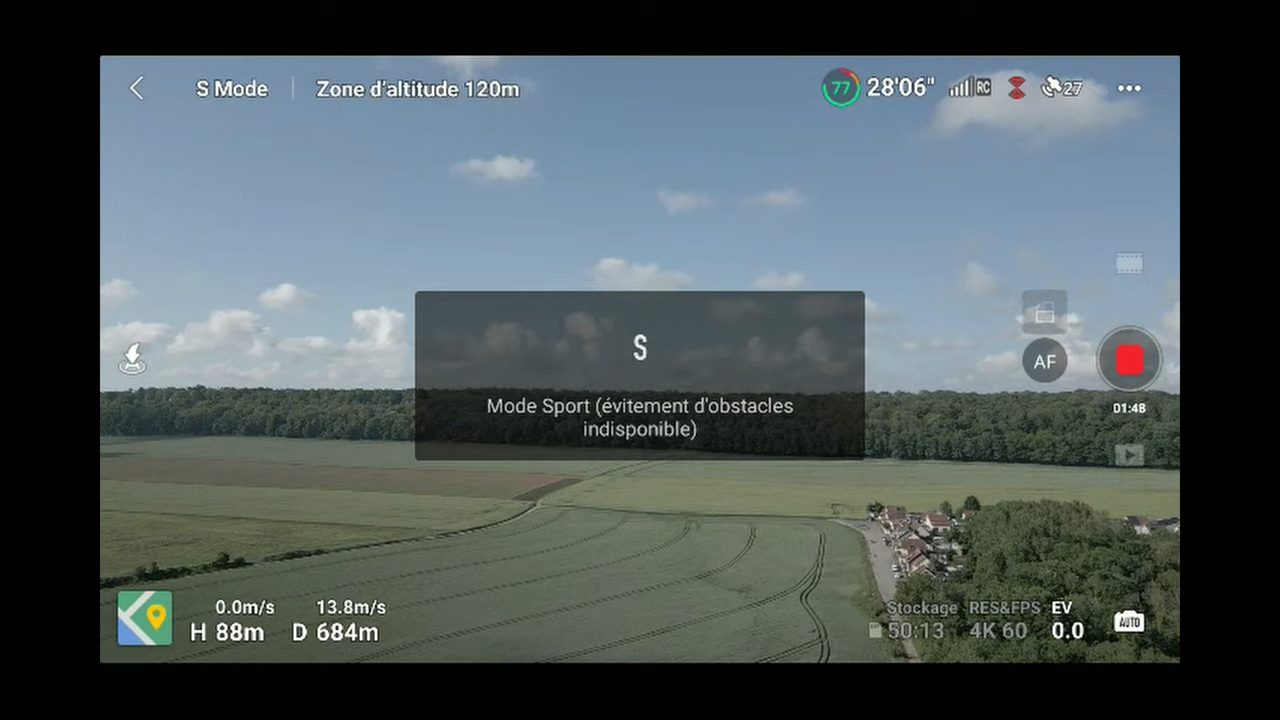 S Mode | Zone d'altitude 120m
77 28'06" RC 27
S
Mode Sport (évitement d'obstacles
indisponible)
AF
01:48
0.0m/s 13.8m/s
H 88m D 684m
Stockage RES&FPS EV
50:13 4K 60 0.0
AUTO